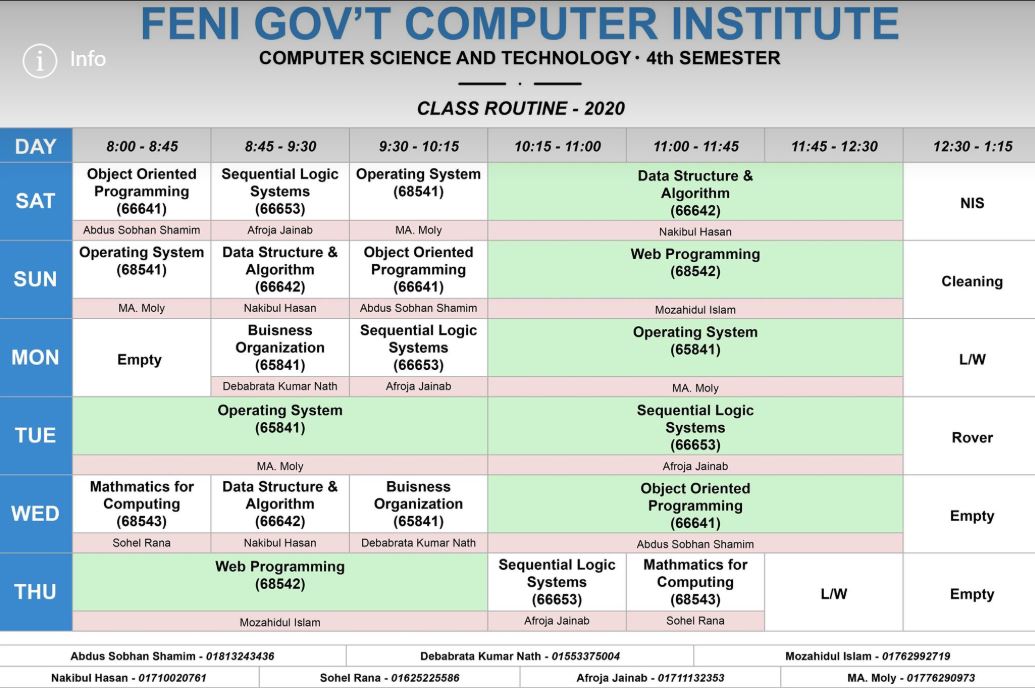 FENI GOV’T COMPUTER INSTITUTE
Info
COMPUTER SCIENCE AND TECHNOLOGY · 4th SEMESTER
CLASS ROUTINE - 2020
DAY 8:00 - 8:45 8:45 - 9:30 9:30 - 10:15 10:15 - 11:00 11:00 - 11:45 11:45 - 12:30 12:30 - 1:15
SAT
Object Oriented
Programming
(66641)
Abdus Sobhan Shamim
Sequential Logic
Systems
(66653)
Afroja Jainab
Operating System
(68541)
MA. Moly
Data Structure &
Algorithm
(66642)
Nakibul Hasan
NIS
SUN
Operating System
(68541)
MA. Moly
Data Structure &
Algorithm
(66642)
Nakibul Hasan
Object Oriented
Programming
(66641)
Abdus Sobhan Shamim
Web Programming
(68542)
Mozahidul Islam
Cleaning
MON
Empty
Buisness
Organization
(65841)
Debabrata Kumar Nath
Sequential Logic
Systems
(66653)
Afroja Jainab
Operating System
(65841)
MA. Moly
L/W
TUE
Operating System
(65841)
MA. Moly
Sequential Logic
Systems
(66653)
Afroja Jainab
Rover
WED
Mathmatics for
Computing
(68543)
Sohel Rana
Data Structure &
Algorithm
(66642)
Nakibul Hasan
Buisness
Organization
(65841)
Debabrata Kumar Nath
Object Oriented
Programming
(66641)
Abdus Sobhan Shamim
Empty
THU
Web Programming
(68542)
Mozahidul Islam
Sequential Logic
Systems
(66653)
Afroja Jainab
Mathmatics for
Computing
(68543)
Sohel Rana
L/W
Empty
Abdus Sobhan Shamim - 01813243436
Debabrata Kumar Nath - 01553375004
Mozahidul Islam - 01762992719
Nakibul Hasan - 01710020761
Sohel Rana - 01625225586
Afroja Jainab - 01711132353
MA. Moly - 01776290973